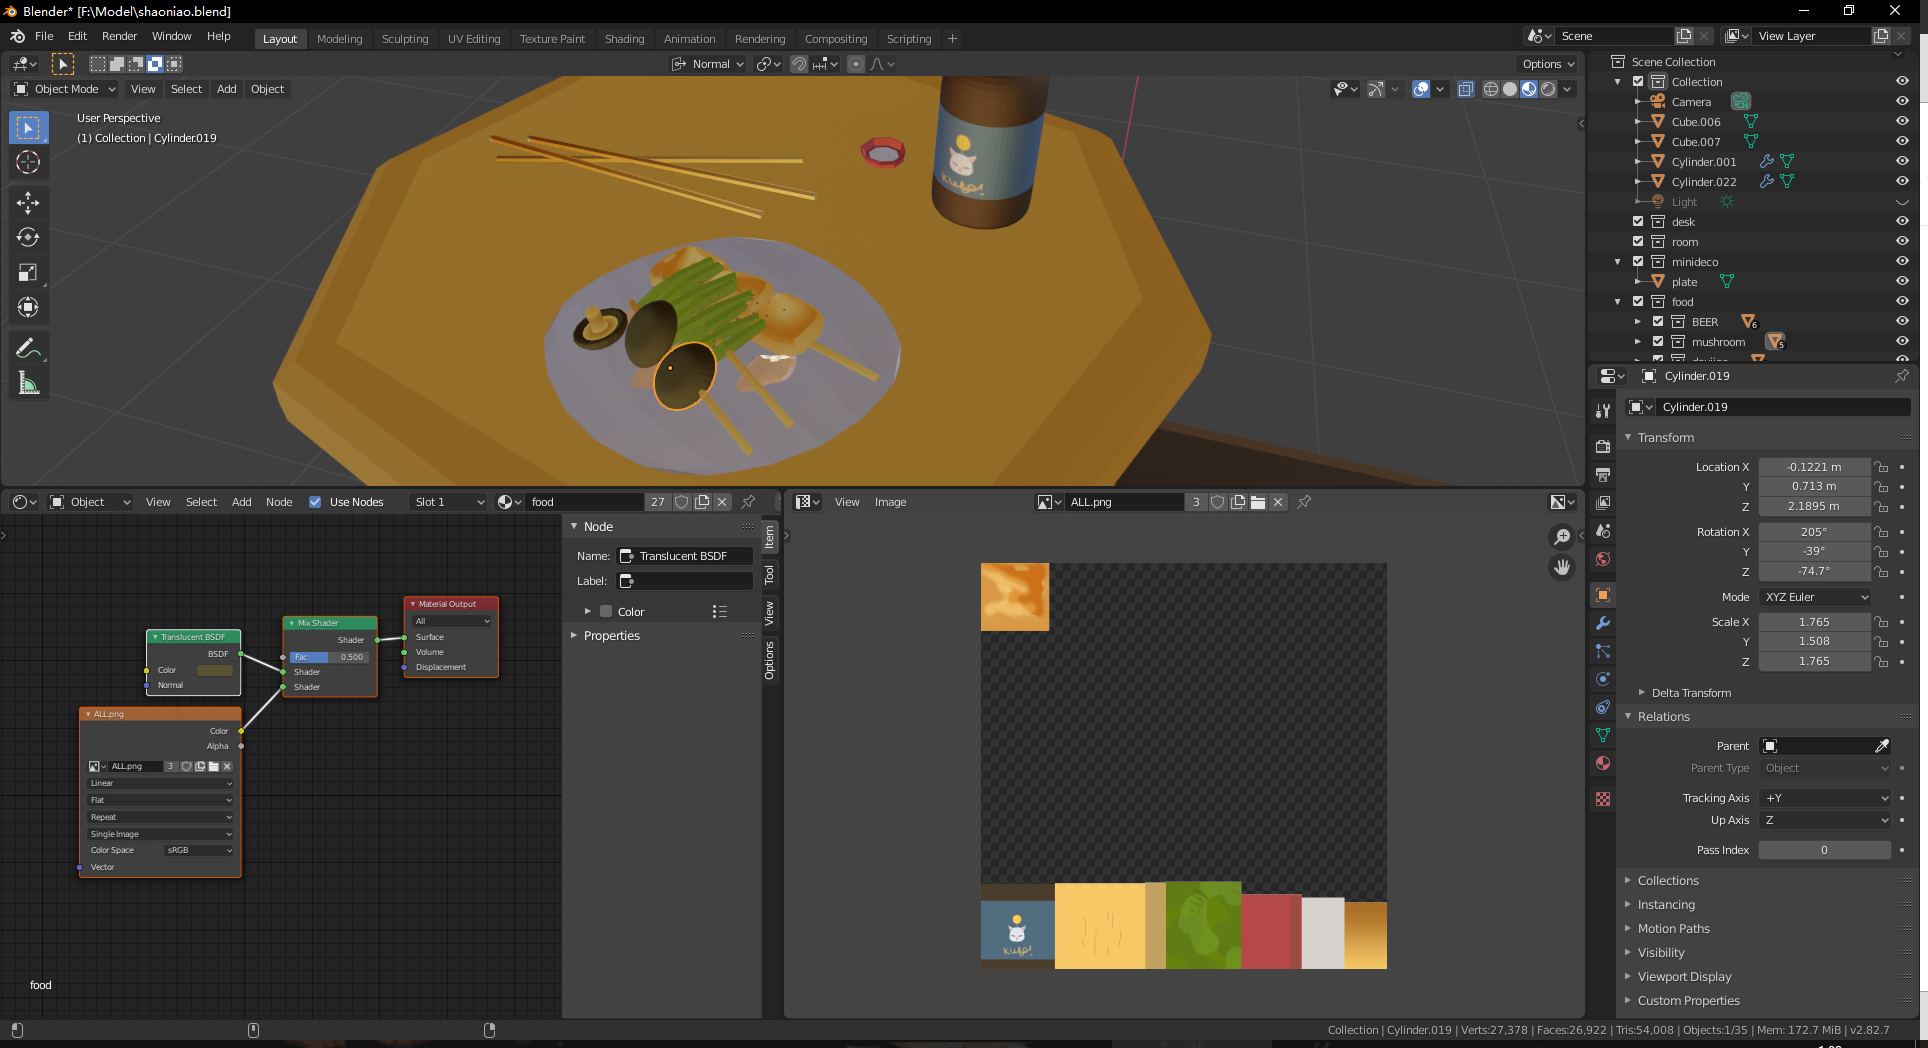 Blender* [F:\Model\shaoniao.blend]
File Edit Render Window Help
Layout Modeling Sculpting UV Editing Texture Paint Shading Animation Rendering Compositing Scripting +
Scene
View Layer
Normal
Options
Object Mode View Select Add Object
User Perspective
(1) Collection | Cylinder.019
Kupo!
Scene Collection
Collection
Camera
Cube.006
Cube.007
Cylinder.001
Cylinder.022
Light
desk
room
minideco
plate
food
BEER 6
mushroom 5
Cylinder.019
Cylinder.019
Transform
Location X -0.1221 m
Y 0.713 m
Z 2.1895 m
Rotation X 205°
Y -39°
Z -74.7°
Mode XYZ Euler
Scale X 1.765
Y 1.508
Z 1.765
Delta Transform
Relations
Parent
Parent Type Object
Tracking Axis +Y
Up Axis Z
Pass Index 0
Collections
Instancing
Motion Paths
Visibility
Viewport Display
Custom Properties
Object View Select Add Node Use Nodes Slot 1 food 27
Node
Name: Translucent BSDF
Label:
Color
Properties
Item
Tool
View
Options
Translucent BSDF
BSDF
Color
Normal
Mix Shader
Shader
Fac 0.500
Shader
Shader
Material Output
All
Surface
Volume
Displacement
ALL.png
Color
Alpha
ALL.png 3
Linear
Flat
Repeat
Single Image
Color Space sRGB
Vector
food
View Image ALL.png 3
Kupo!
Collection | Cylinder.019 | Verts:27,378 | Faces:26,922 | Tris:54,008 | Objects:1/35 | Mem: 172.7 MiB | v2.82.7